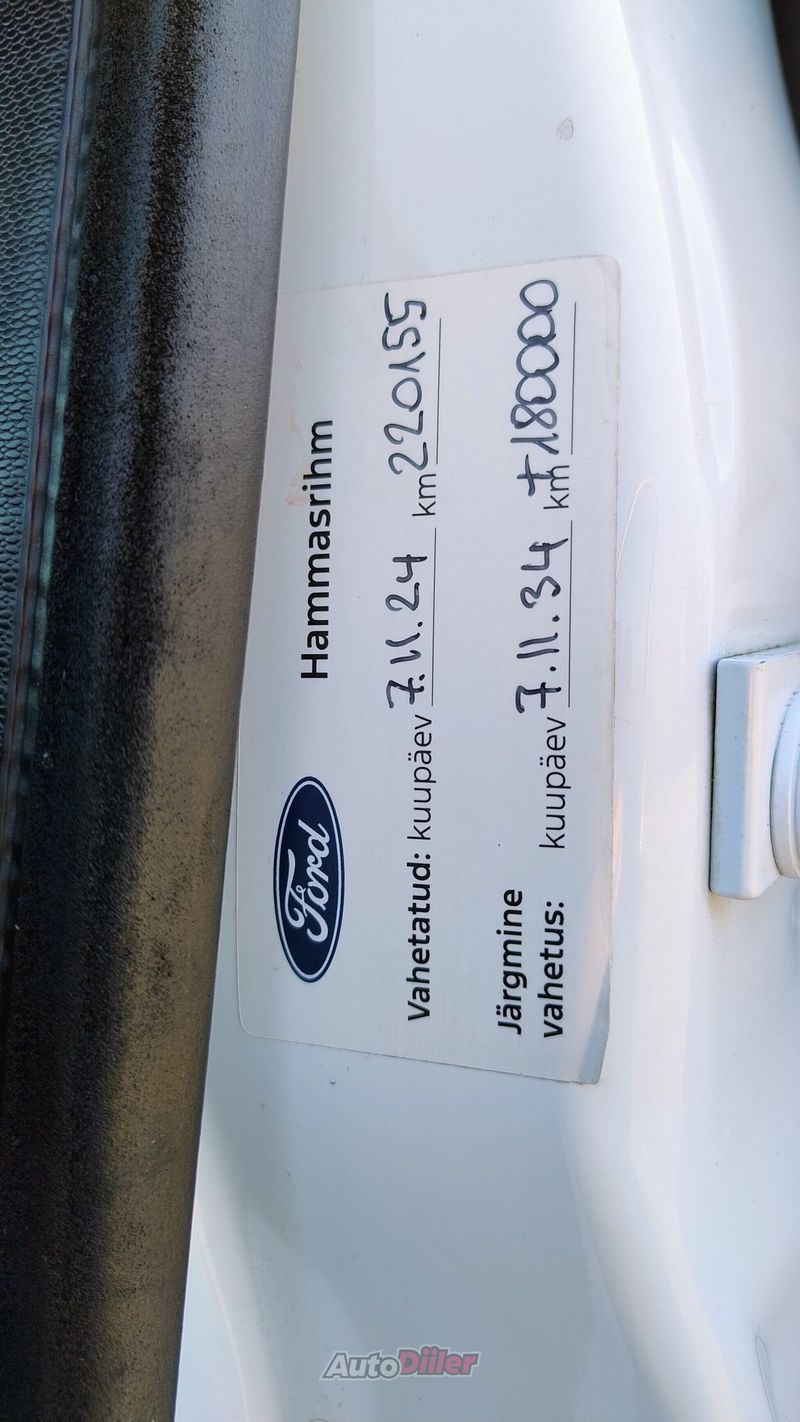 Ford
Hammasrihm
Vahetatud: kuupäev 7.11.24 km 220155
Järgmine
vahetus: kuupäev 7.11.34 km +180000
AutoDiiler